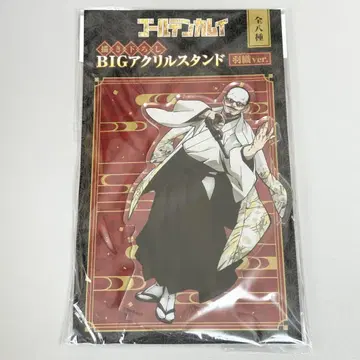 ゴールデンカムイ
全八種
描き下ろし
BIGアクリルスタンド
羽織ver.